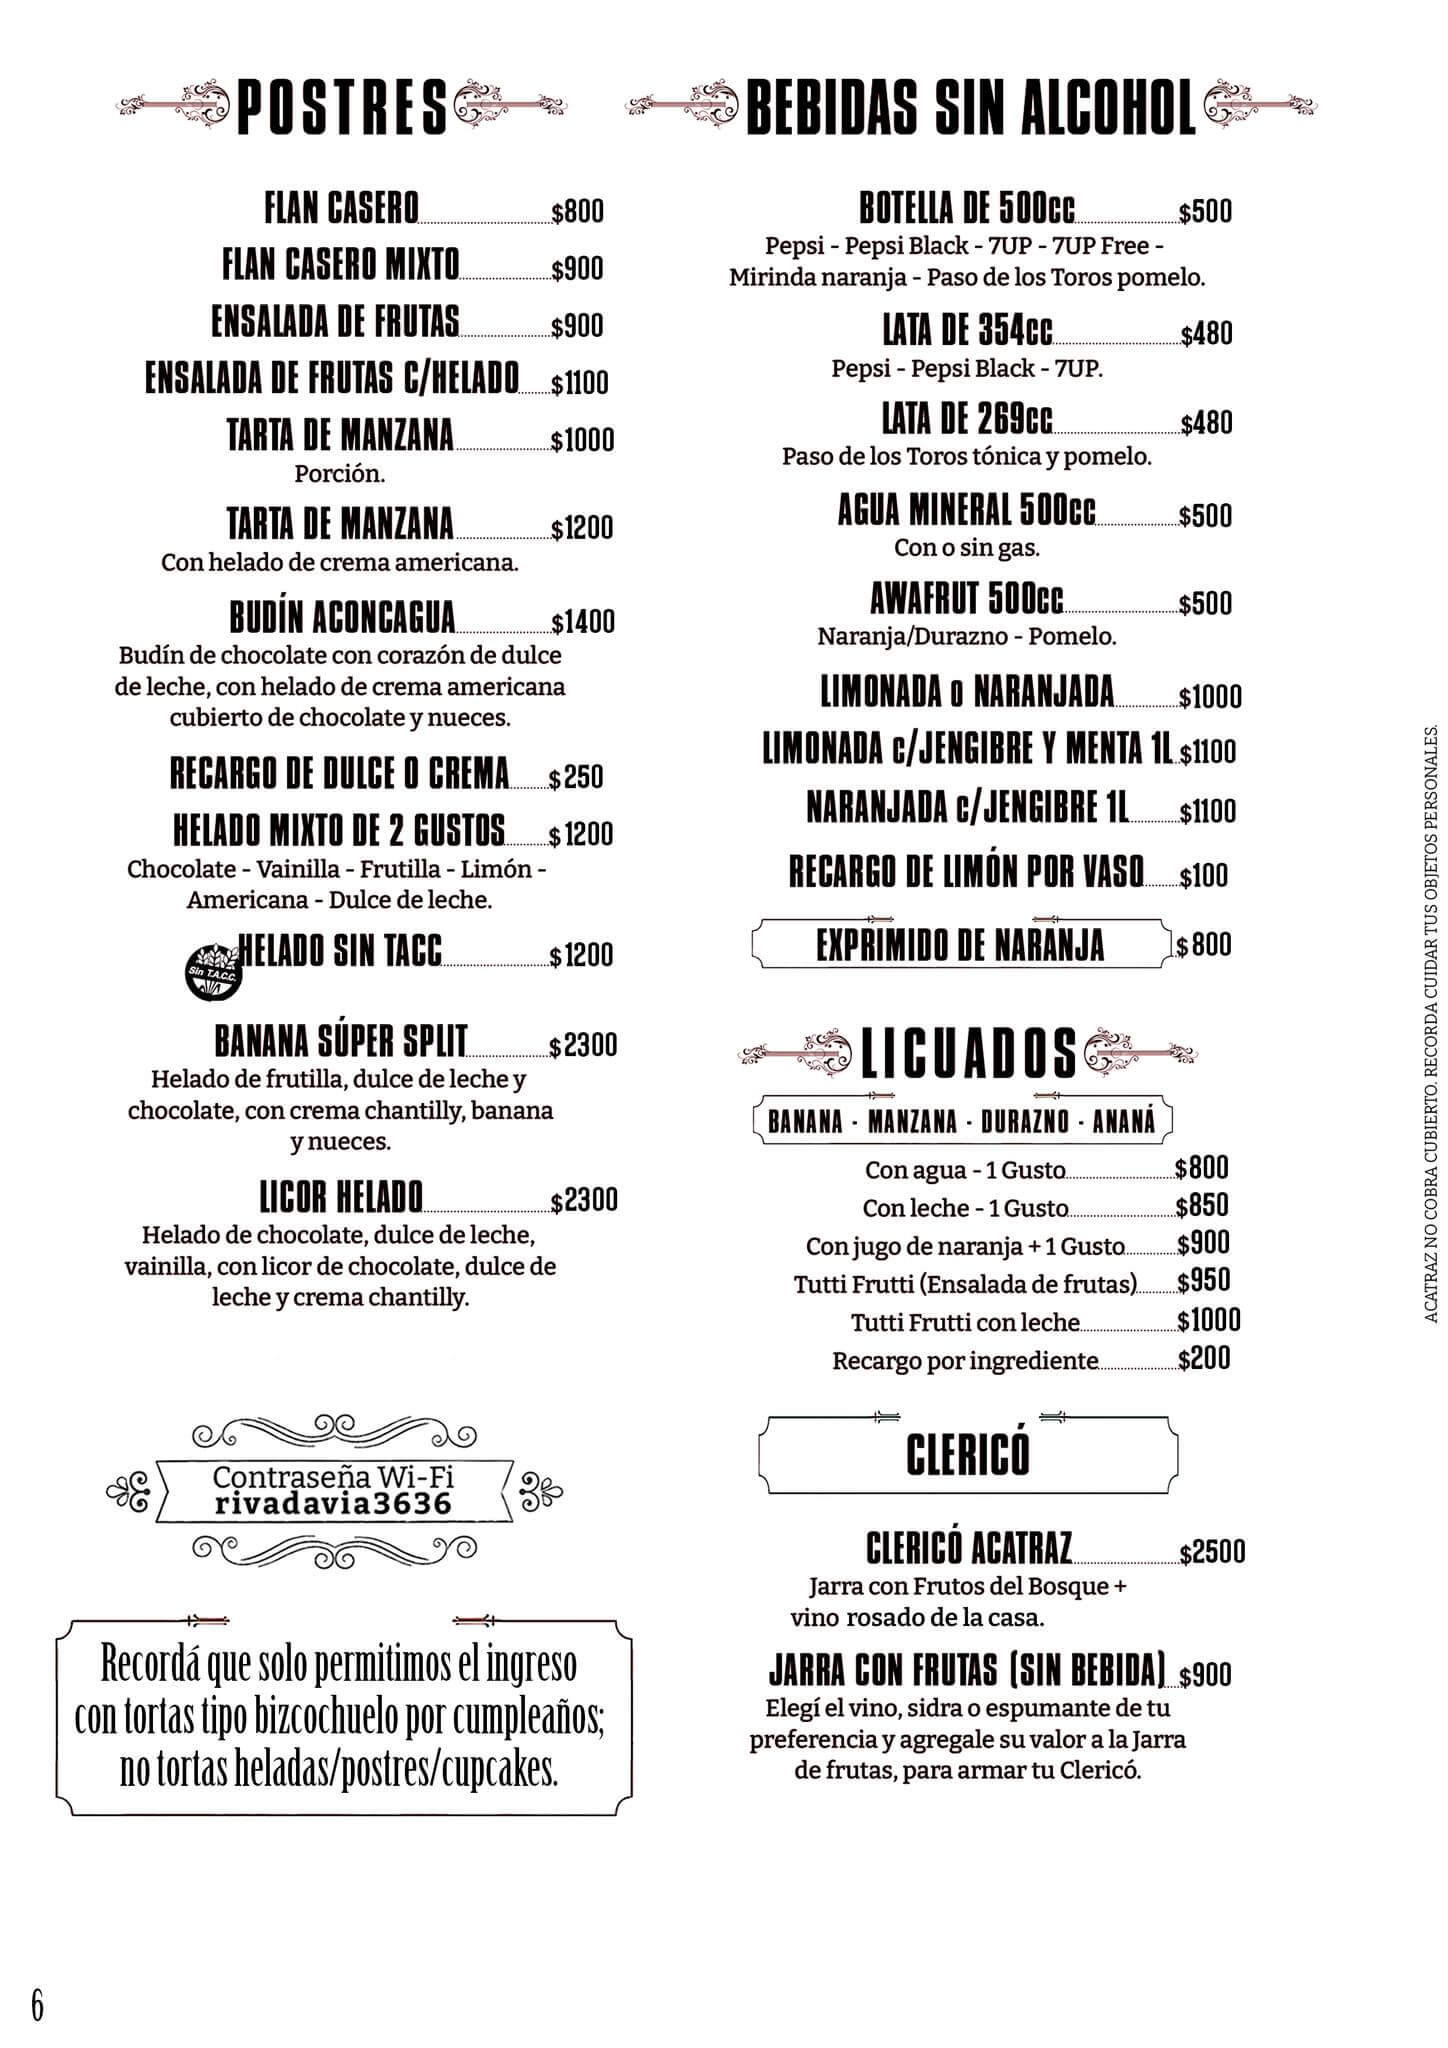 POSTRES
FLAN CASERO $800
FLAN CASERO MIXTO $900
ENSALADA DE FRUTAS $900
ENSALADA DE FRUTAS C/HELADO $1100
TARTA DE MANZANA $1000
Porción.
TARTA DE MANZANA $1200
Con helado de crema americana.
BUDÍN ACONCAGUA $1400
Budín de chocolate con corazón de dulce
de leche, con helado de crema americana
cubierto de chocolate y nueces.
RECARGO DE DULCE O CREMA $250
HELADO MIXTO DE 2 GUSTOS $1200
Chocolate - Vainilla - Frutilla - Limón -
Americana - Dulce de leche.
HELADO SIN TACC $1200
Sin T.A.C.C.
BANANA SÚPER SPLIT $2300
Helado de frutilla, dulce de leche y
chocolate, con crema chantilly, banana
y nueces.
LICOR HELADO $2300
Helado de chocolate, dulce de leche,
vainilla, con licor de chocolate, dulce de
leche y crema chantilly.
Contraseña Wi-Fi
rivadavia3636
Recordá que solo permitimos el ingreso
con tortas tipo bizcochuelo por cumpleaños;
no tortas heladas/postres/cupcakes.
BEBIDAS SIN ALCOHOL
BOTELLA DE 500cc $500
Pepsi - Pepsi Black - 7UP - 7UP Free -
Mirinda naranja - Paso de los Toros pomelo.
LATA DE 354cc $480
Pepsi - Pepsi Black - 7UP.
LATA DE 269cc $480
Paso de los Toros tónica y pomelo.
AGUA MINERAL 500cc $500
Con o sin gas.
AWAFRUT 500cc $500
Naranja/Durazno - Pomelo.
LIMONADA o NARANJADA $1000
LIMONADA c/JENGIBRE Y MENTA 1L $1100
NARANJADA c/JENGIBRE 1L $1100
RECARGO DE LIMÓN POR VASO $100
EXPRIMIDO DE NARANJA $800
LICUADOS
BANANA - MANZANA - DURAZNO - ANANÁ
Con agua - 1 Gusto $800
Con leche - 1 Gusto $850
Con jugo de naranja + 1 Gusto $900
Tutti Frutti (Ensalada de frutas) $950
Tutti Frutti con leche $1000
Recargo por ingrediente $200
CLERICÓ
CLERICÓ ACATRAZ $2500
Jarra con Frutos del Bosque +
vino rosado de la casa.
JARRA CON FRUTAS (SIN BEBIDA) $900
Elegí el vino, sidra o espumante de tu
preferencia y agregale su valor a la Jarra
de frutas, para armar tu Clericó.
ACATRAZ NO COBRA CUBIERTO. RECORDA CUIDAR TUS OBJETOS PERSONALES.
6